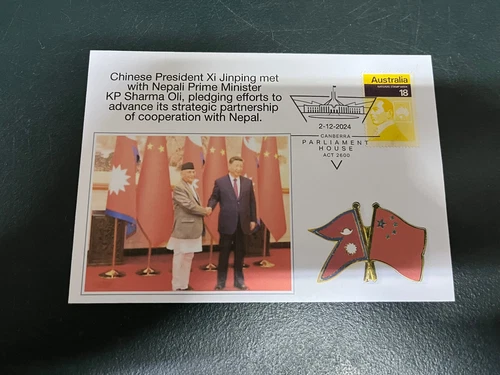 Chinese President Xi Jinping met
with Nepali Prime Minister
KP Sharma Oli, pledging efforts to
advance its strategic partnership
of cooperation with Nepal.
Australia
18
2-12-2024
CANBERRA
PARLIAMENT
HOUSE
ACT 2600